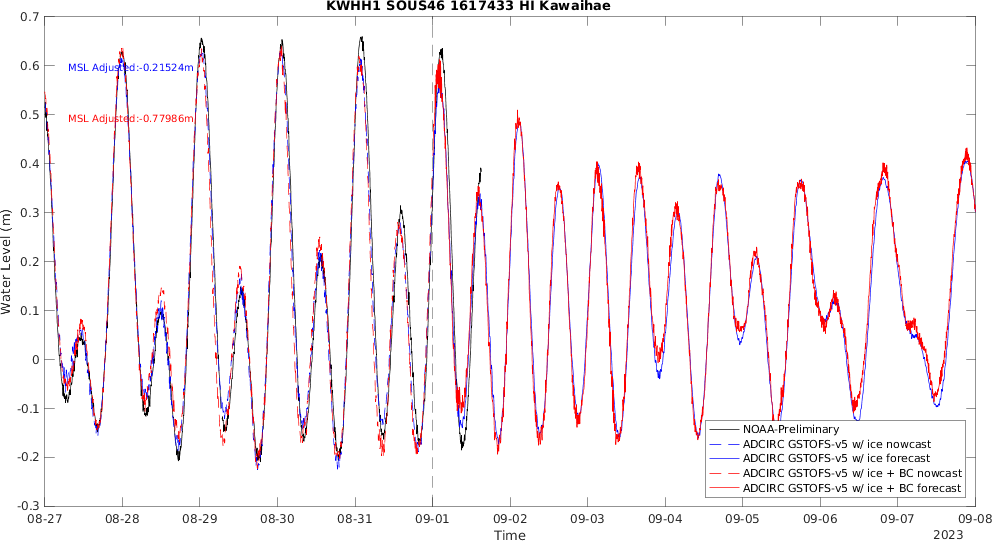 KWHH1 SOUS46 1617433 HI Kawaihae
0.7
0.6
0.5
0.4
0.3
0.2
0.1
0
-0.1
-0.2
-0.3
Water Level (m)
MSL Adjusted:-0.21524m
MSL Adjusted:-0.77986m
NOAA-Preliminary
ADCIRC GSTOFS-v5 w/ ice nowcast
ADCIRC GSTOFS-v5 w/ ice forecast
ADCIRC GSTOFS-v5 w/ ice + BC nowcast
ADCIRC GSTOFS-v5 w/ ice + BC forecast
08-27 08-28 08-29 08-30 08-31 09-01 09-02 09-03 09-04 09-05 09-06 09-07 09-08
Time
2023